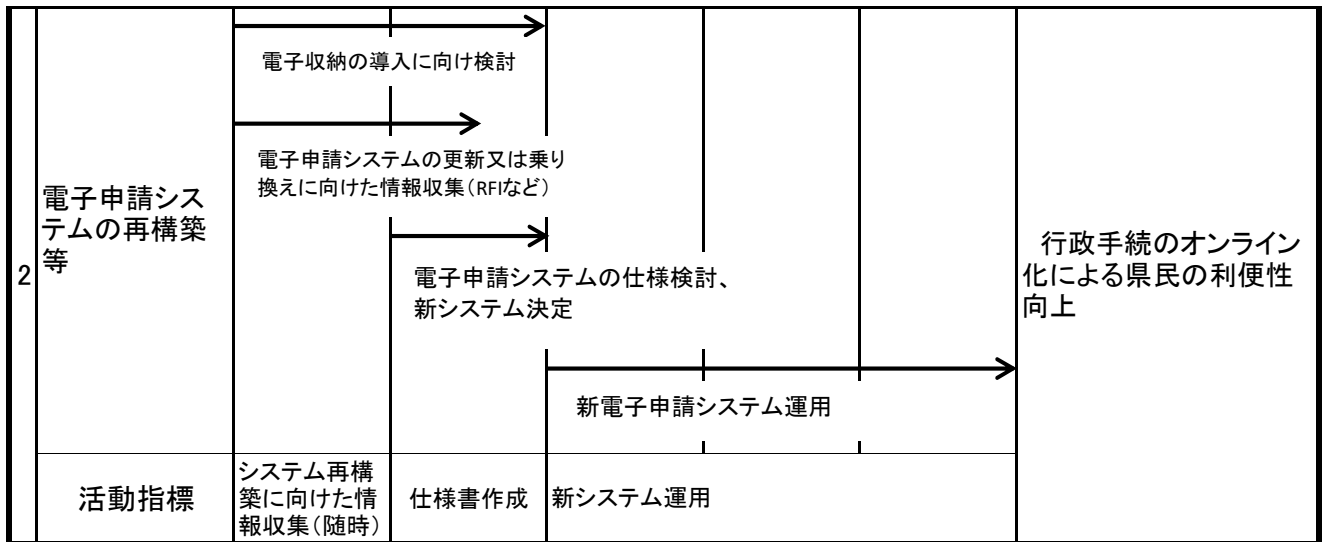 2
電子申請シス
テムの再構築
等
電子収納の導入に向け検討
電子申請システムの更新又は乗り
換えに向けた情報収集（RFIなど）
電子申請システムの仕様検討、
新システム決定
新電子申請システム運用
行政手続のオンライン
化による県民の利便性
向上
活動指標
システム再構
築に向けた情
報収集（随時）
仕様書作成
新システム運用